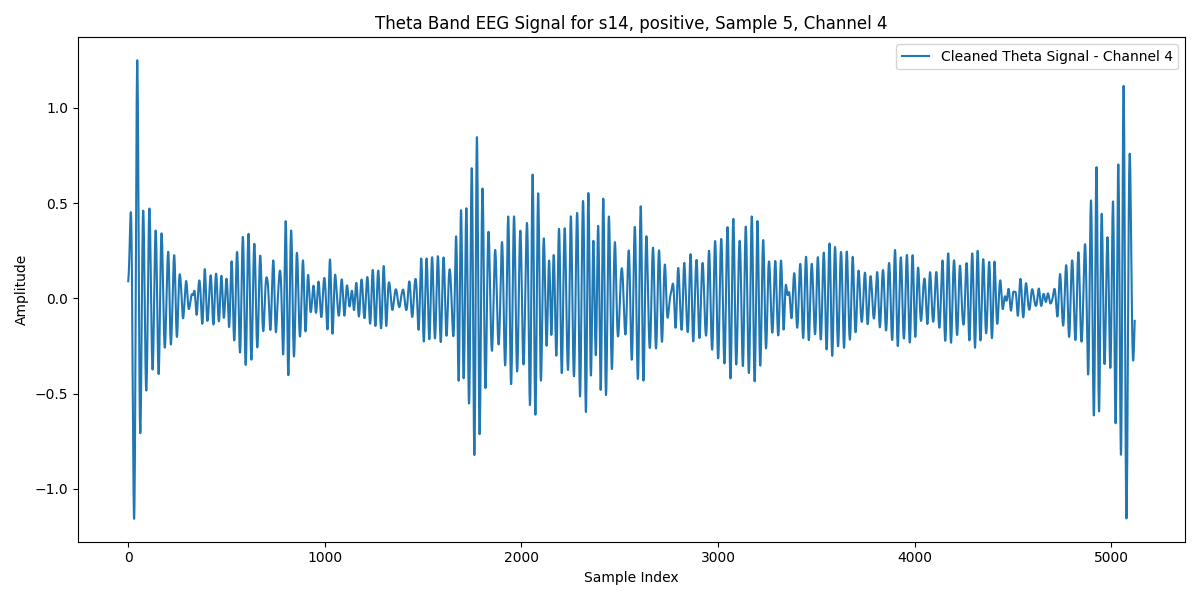 Theta Band EEG Signal for s14, positive, Sample 5, Channel 4
Cleaned Theta Signal - Channel 4
1.0
0.5
0.0
−0.5
−1.0
Amplitude
0 1000 2000 3000 4000 5000
Sample Index